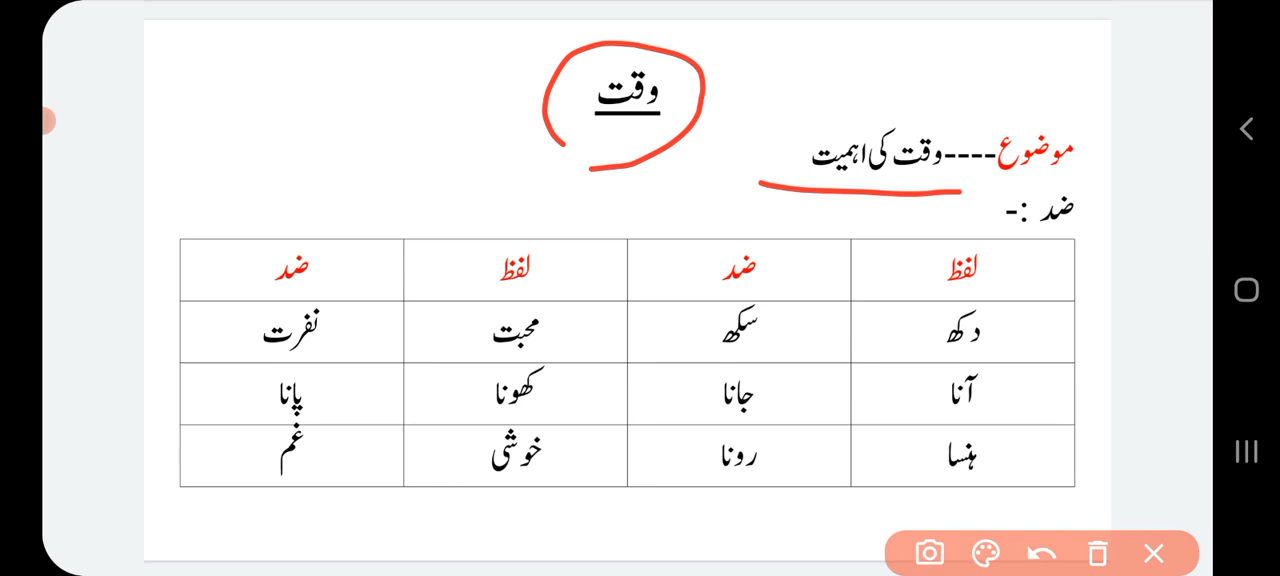 وقت
موضوع----وقت کی اہمیت
ضد :-
لفظ ضد لفظ ضد
دکھ سکھ محبت نفرت
آنا جانا کھونا پانا
ہنسا رونا خوشی غم